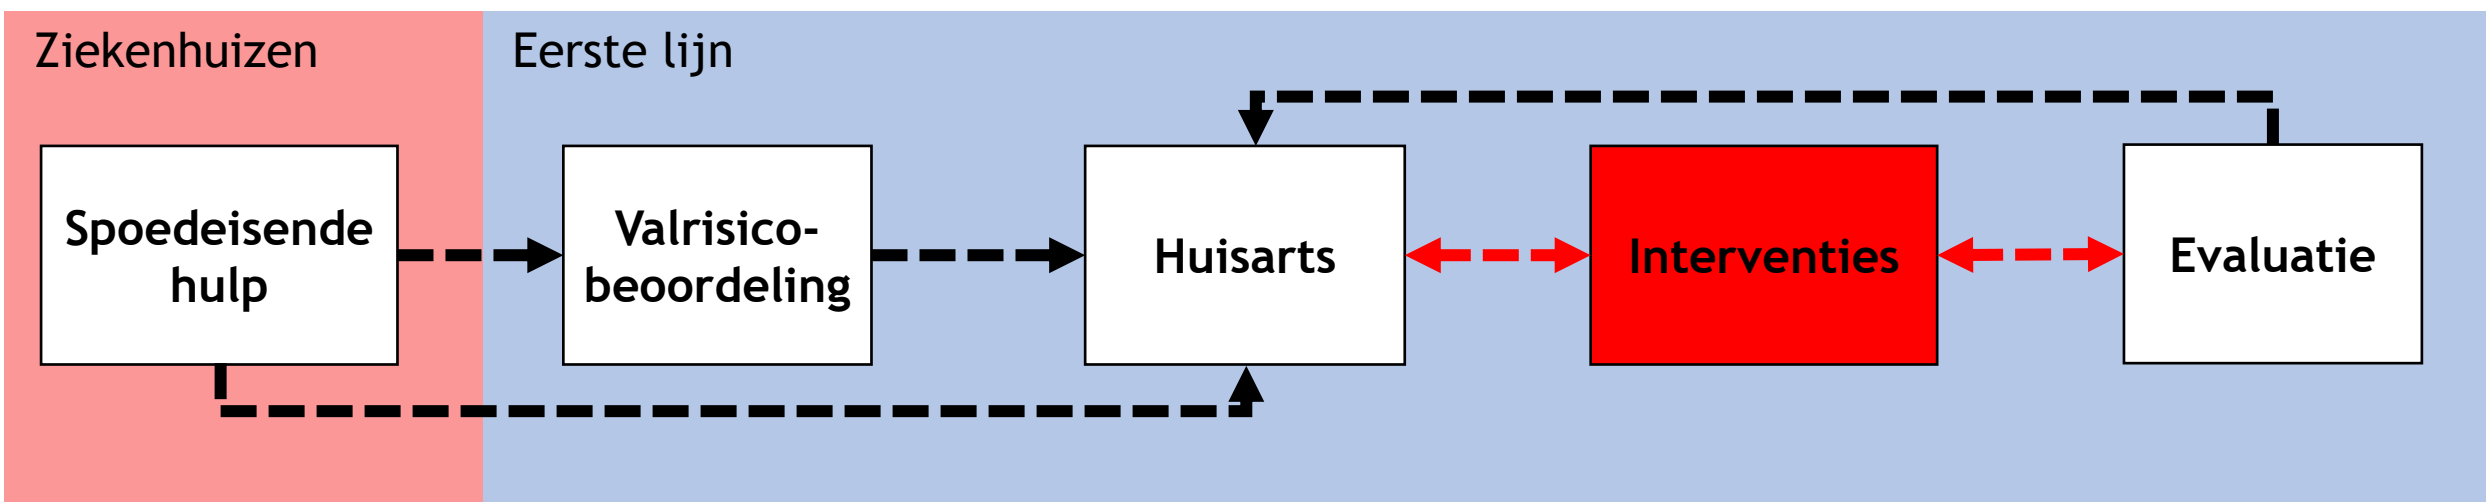 Ziekenhuizen
Eerste lijn
Spoedeisende
hulp
Valrisico-
beoordeling
Huisarts
Interventies
Evaluatie